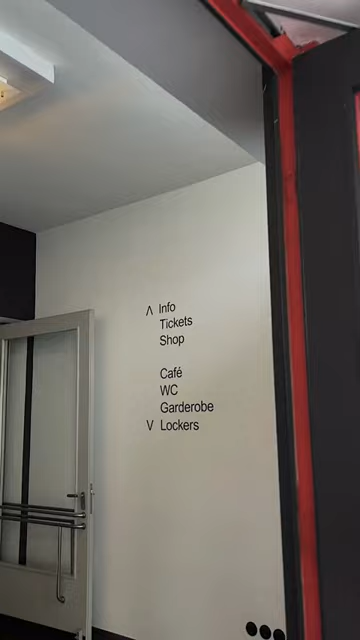 Λ Info
Tickets
Shop
Café
WC
Garderobe
V Lockers